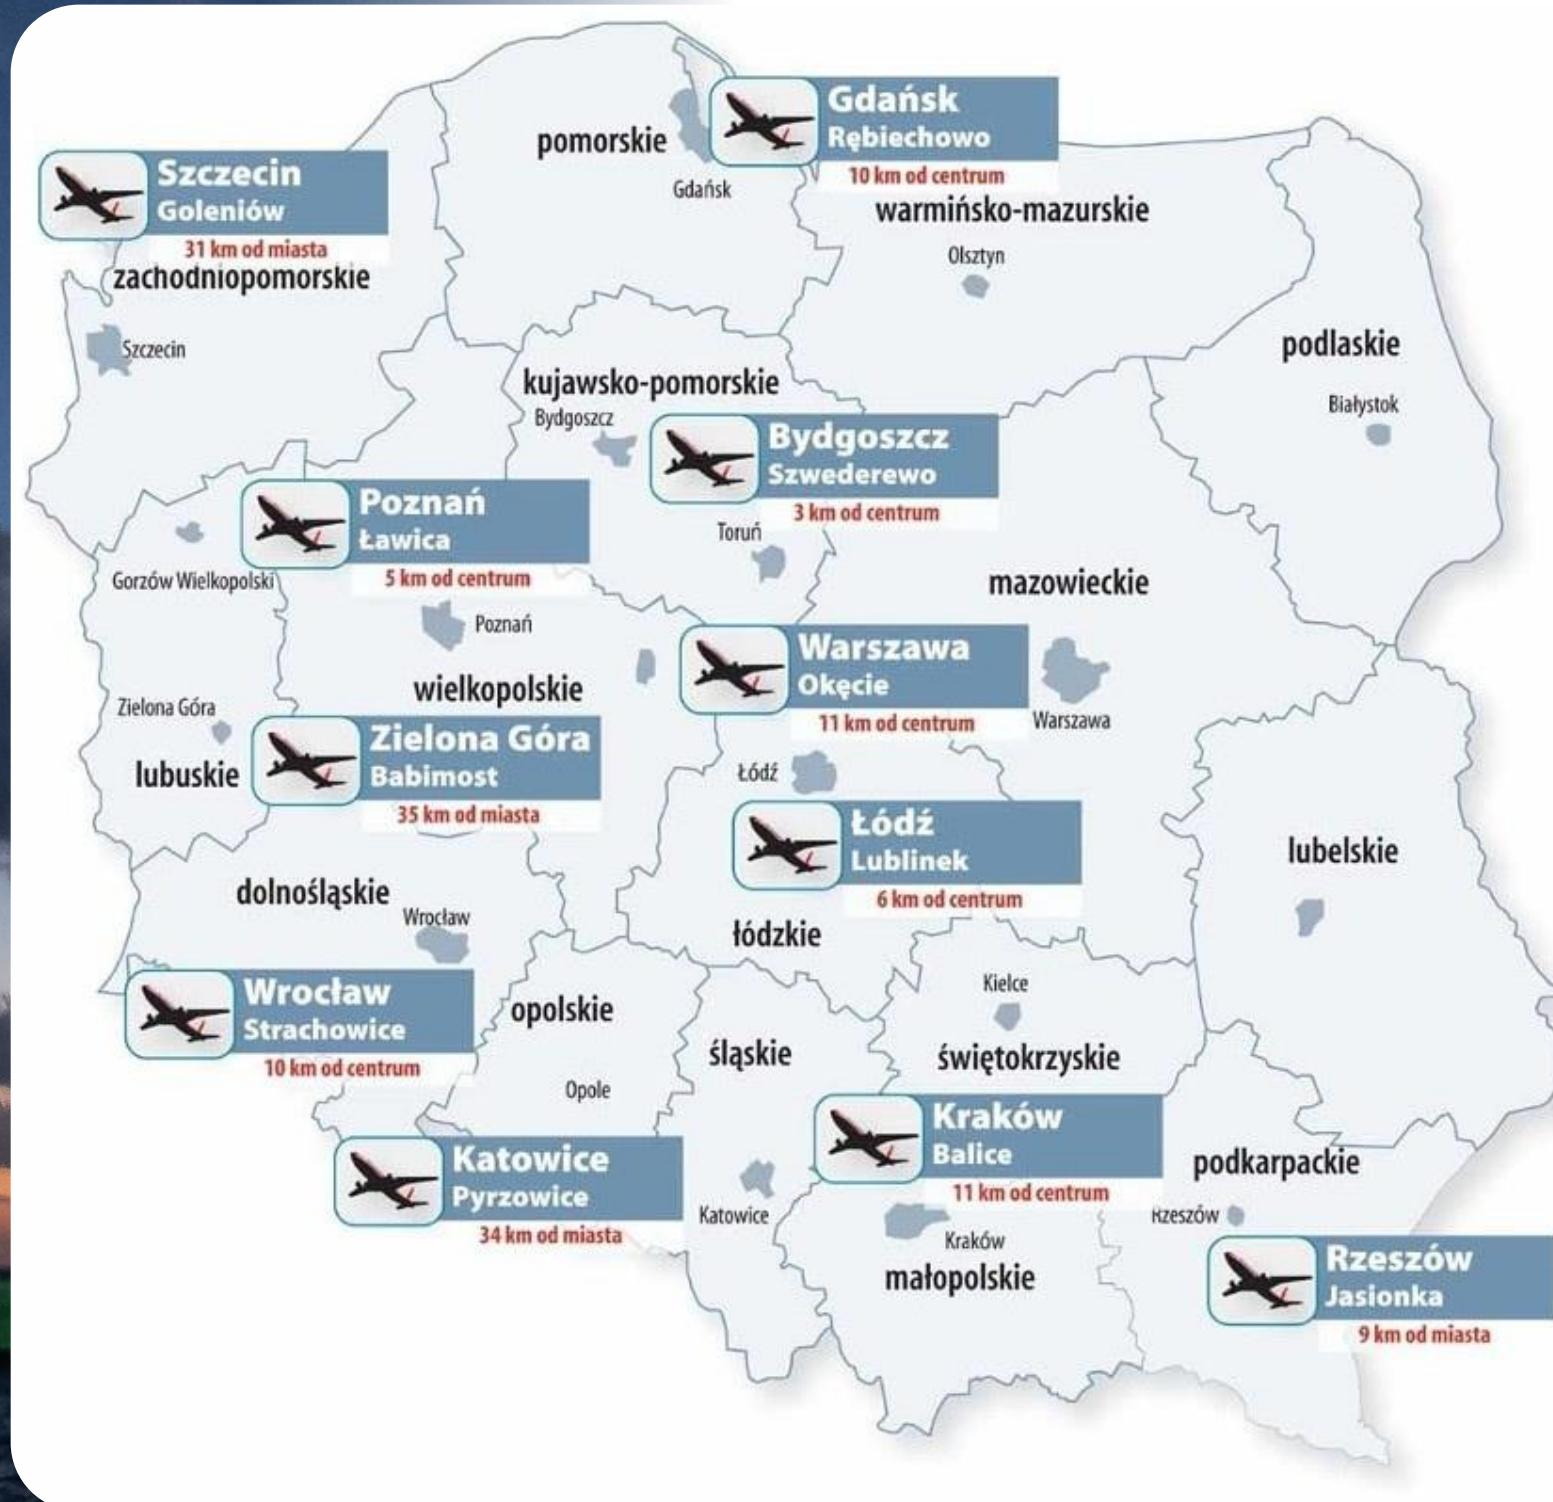 Gdańsk
Rębiechowo
10 km od centrum
pomorskie
Gdańsk
Szczecin
Goleniów
31 km od miasta
zachodniopomorskie
Szczecin
warmińsko-mazurskie
Olsztyn
podlaskie
Białystok
kujawsko-pomorskie
Bydgoszcz
Bydgoszcz
Szwederewo
3 km od centrum
Toruń
Poznań
Ławica
5 km od centrum
Gorzów Wielkopolski
Poznań
wielkopolskie
mazowieckie
Warszawa
Okęcie
11 km od centrum
Warszawa
Zielona Góra
lubuskie
Zielona Góra
Babimost
35 km od miasta
Łódź
Łódź
Lublinek
6 km od centrum
łódzkie
lubelskie
dolnośląskie
Wrocław
Wrocław
Strachowice
10 km od centrum
opolskie
Opole
śląskie
Kielce
świętokrzyskie
Katowice
Pyrzowice
34 km od miasta
Katowice
Kraków
Balice
11 km od centrum
Kraków
małopolskie
podkarpackie
Rzeszów
Rzeszów
Jasionka
9 km od miasta